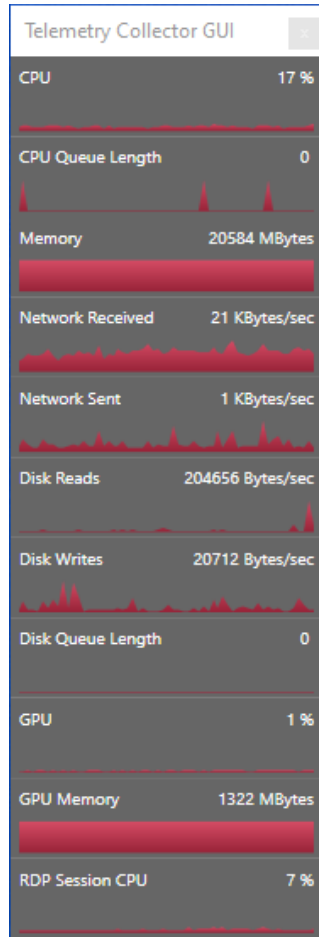 Telemetry Collector GUI x
CPU 17 %
CPU Queue Length 0
Memory 20584 MBytes
Network Received 21 KBytes/sec
Network Sent 1 KBytes/sec
Disk Reads 204656 Bytes/sec
Disk Writes 20712 Bytes/sec
Disk Queue Length 0
GPU 1 %
GPU Memory 1322 MBytes
RDP Session CPU 7 %